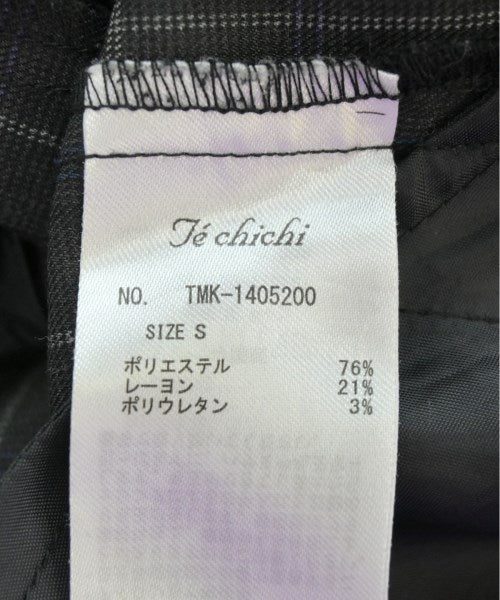 Té chichi
NO. TMK-1405200
SIZE S
ポリエステル 76%
レーヨン 21%
ポリウレタン 3%